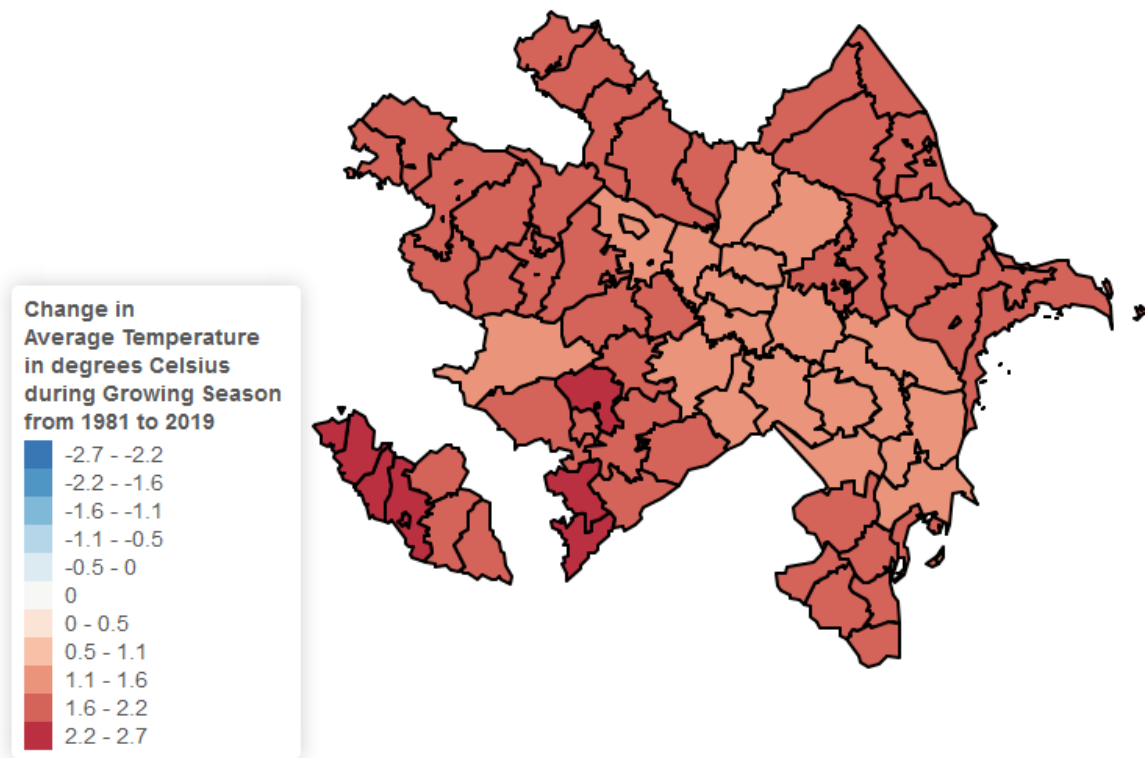 Change in
Average Temperature
in degrees Celsius
during Growing Season
from 1981 to 2019
-2.7 - -2.2
-2.2 - -1.6
-1.6 - -1.1
-1.1 - -0.5
-0.5 - 0
0
0 - 0.5
0.5 - 1.1
1.1 - 1.6
1.6 - 2.2
2.2 - 2.7